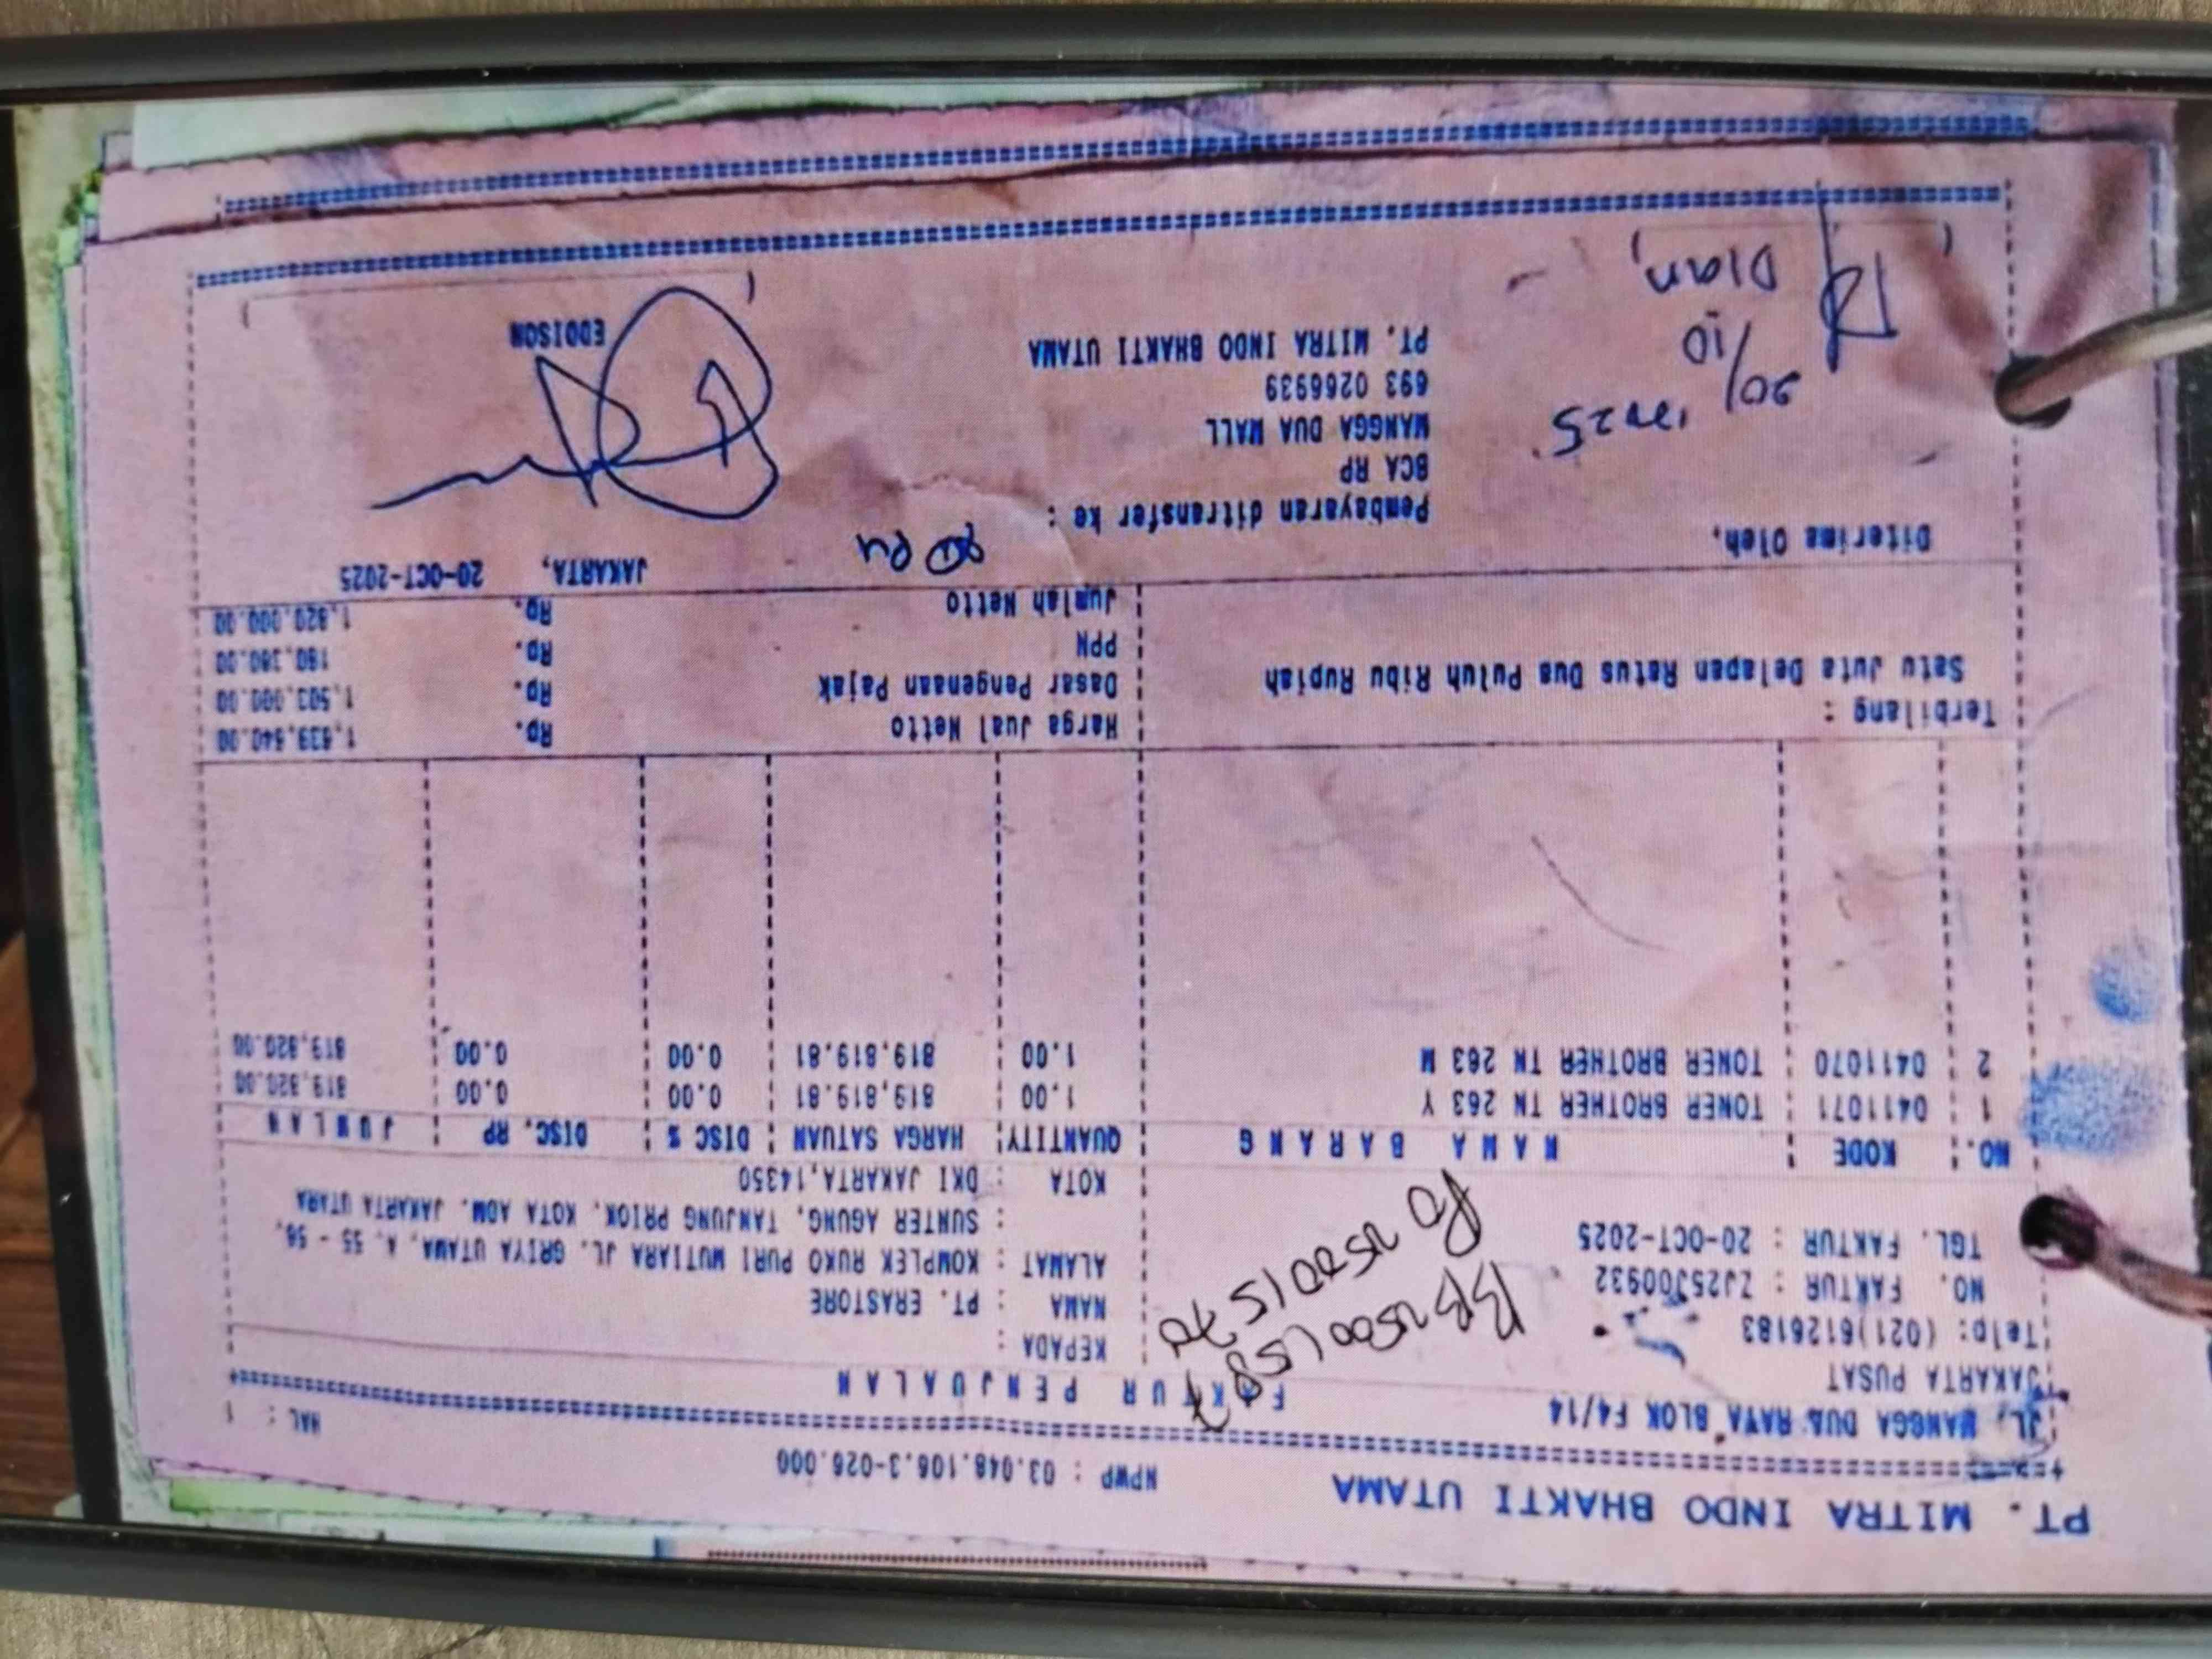 PT. MITRA INDO BHAKTI UTAMA
NPWP : 03.048.106.3-026.000
HAL : 1
JL. MANGGA DUA RAYA BLOK F4/14
JAKARTA PUSAT
Telp: (021)6126183
NO. FAKTUR : ZJ25J00932
TGL. FAKTUR : 20-OCT-2025
FAKTUR PENJUALAN
KEPADA :
NAMA : PT. ERASTORE
ALAMAT : KOMPLEK RUKO PURI MUTIARA JL. GRIYA UTAMA, A, 55 - 56,
: SUNTER AGUNG, TANJUNG PRIOK, KOTA ADM. JAKARTA UTARA
KOTA : DKI JAKARTA,14350
NO. KODE NAMA BARANG QUANTITY HARGA SATUAN DISC % DISC. RP JUMLAH
1 0411071 TONER BROTHER TN 263 Y 1.00 819,819.81 0.00 0.00 819,820.00
2 0411070 TONER BROTHER TN 263 M 1.00 819,819.81 0.00 0.00 819,820.00
Terbilang :
Satu Juta Delapan Ratus Dua Puluh Ribu Rupiah
Harga Jual Netto Rp. 1,639,640.00
Dasar Pengenaan Pajak Rp. 1,503,000.00
PPN Rp. 180,360.00
Jumlah Netto Rp. 1,820,000.00
JAKARTA, 20-OCT-2025
Diterima Oleh,
Pembayaran ditransfer ke :
BCA RP
MANGGA DUA MALL
693 0266939
PT. MITRA INDO BHAKTI UTAMA
20/10 2025
Dian
EDDISON